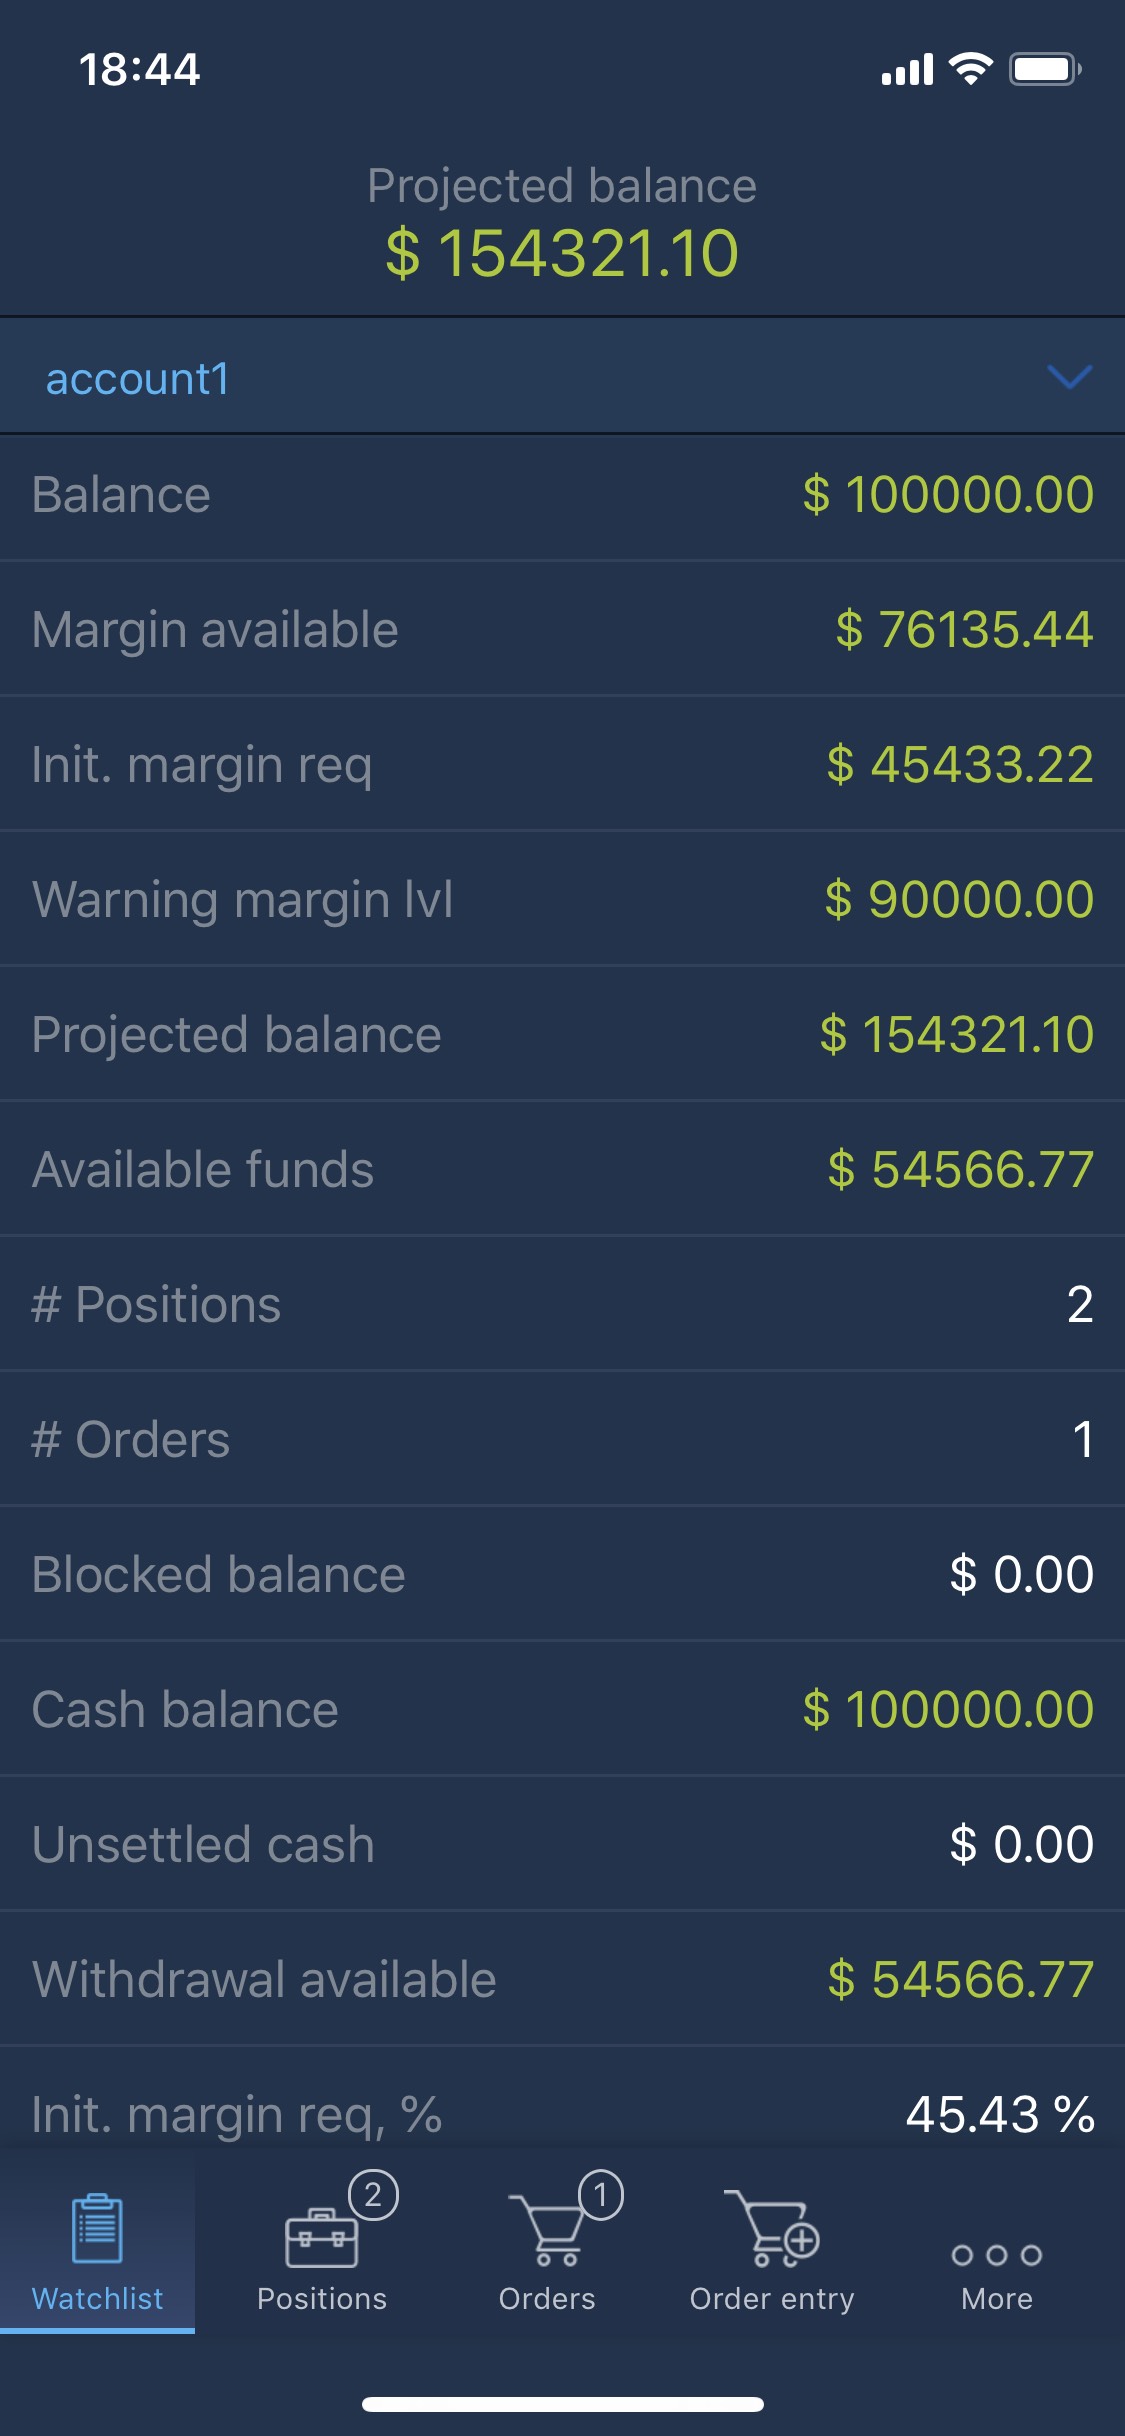 18:44
Projected balance
$ 154321.10
account1
Balance $ 100000.00
Margin available $ 76135.44
Init. margin req $ 45433.22
Warning margin lvl $ 90000.00
Projected balance $ 154321.10
Available funds $ 54566.77
# Positions 2
# Orders 1
Blocked balance $ 0.00
Cash balance $ 100000.00
Unsettled cash $ 0.00
Withdrawal available $ 54566.77
Init. margin req, % 45.43 %
2 1
Watchlist Positions Orders Order entry More